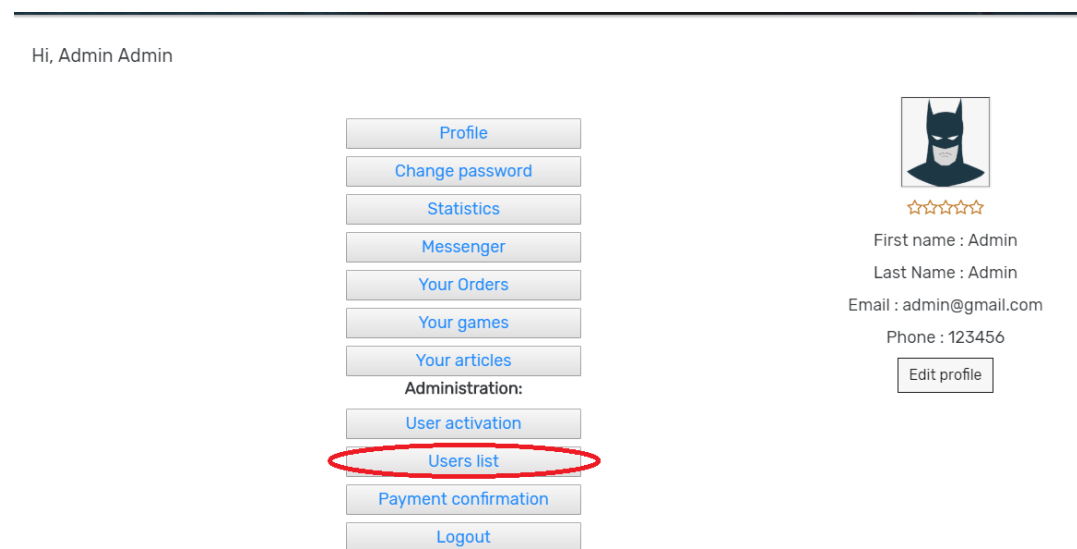 Hi, Admin Admin
Profile
Change password
Statistics
Messenger
Your Orders
Your games
Your articles
Administration:
User activation
Users list
Payment confirmation
Logout
First name : Admin
Last Name : Admin
Email : admin@gmail.com
Phone : 123456
Edit profile